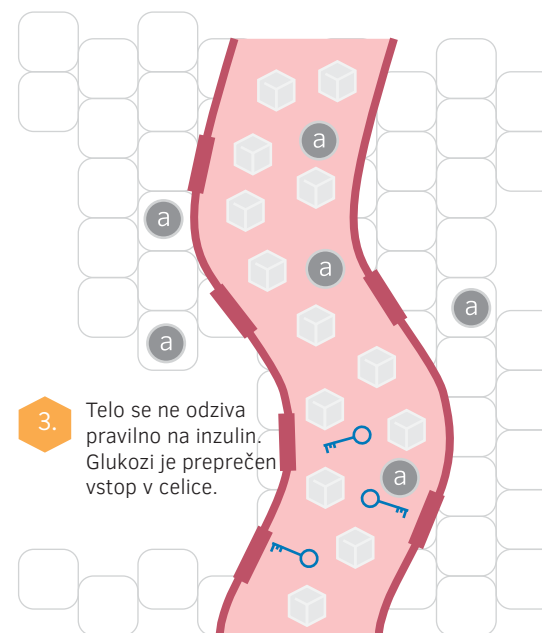 a
a
a
a
a
a
3.
Telo se ne odziva
pravilno na inzulin.
Glukozi je preprečen
vstop v celice.